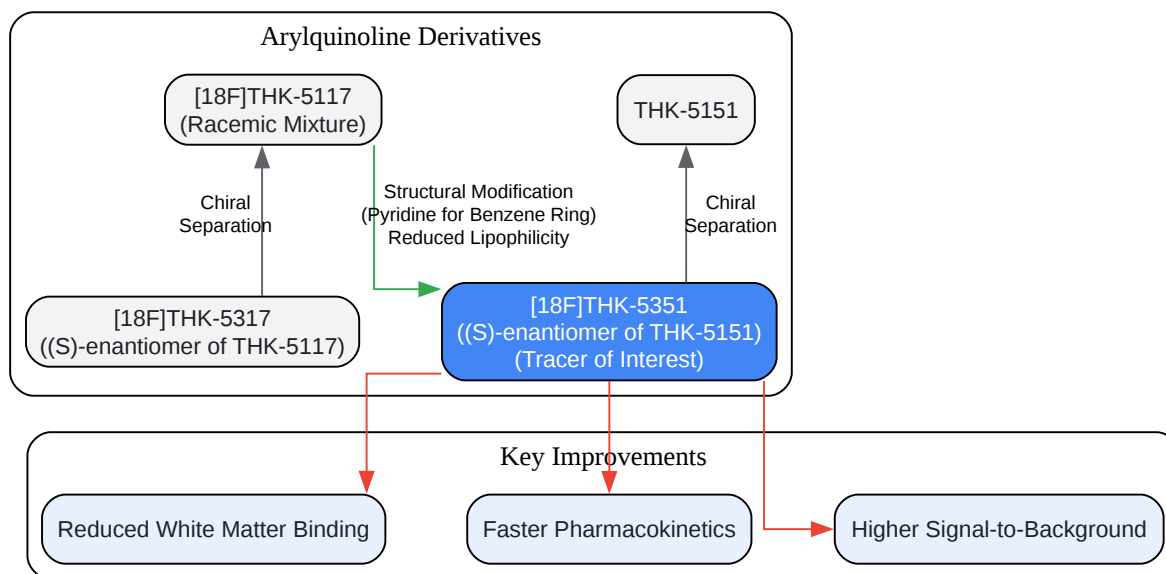 Arylquinoline Derivatives
[18F]THK-5117
(Racemic Mixture)
THK-5151
Chiral
Separation
Structural Modification
(Pyridine for Benzene Ring)
Reduced Lipophilicity
Chiral
Separation
[18F]THK-5317
((S)-enantiomer of THK-5117)
[18F]THK-5351
((S)-enantiomer of THK-5151)
(Tracer of Interest)
Key Improvements
Reduced White Matter Binding
Faster Pharmacokinetics
Higher Signal-to-Background